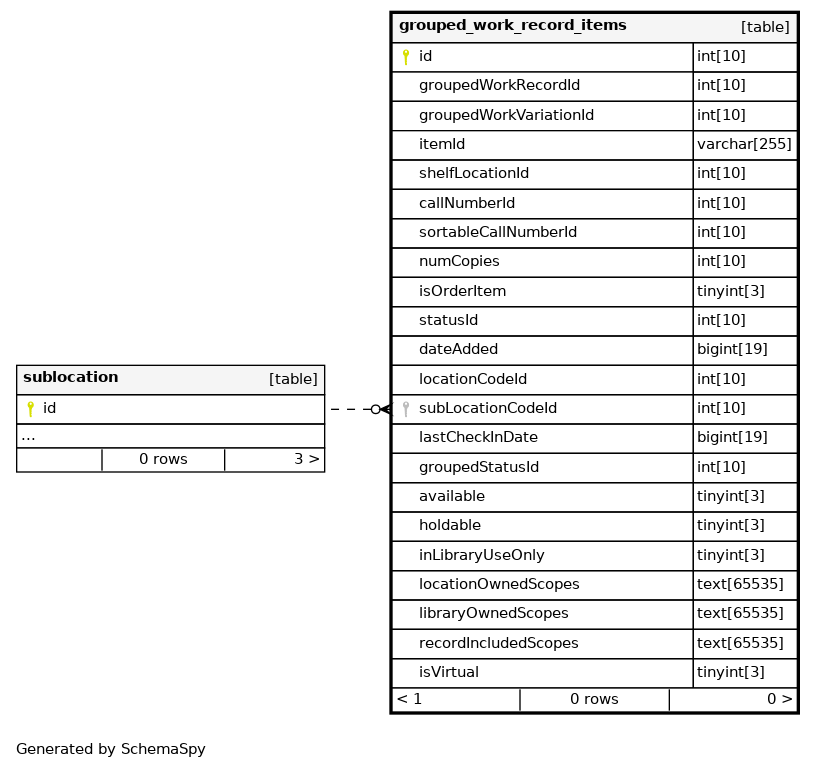 grouped_work_record_items [table]
id int[10]
groupedWorkRecordId int[10]
groupedWorkVariationId int[10]
itemId varchar[255]
shelfLocationId int[10]
callNumberId int[10]
sortableCallNumberId int[10]
numCopies int[10]
isOrderItem tinyint[3]
statusId int[10]
dateAdded bigint[19]
locationCodeId int[10]
subLocationCodeId int[10]
lastCheckInDate bigint[19]
groupedStatusId int[10]
available tinyint[3]
holdable tinyint[3]
inLibraryUseOnly tinyint[3]
locationOwnedScopes text[65535]
libraryOwnedScopes text[65535]
recordIncludedScopes text[65535]
isVirtual tinyint[3]
< 1 0 rows 0 >
sublocation [table]
id
...
0 rows 3 >
Generated by SchemaSpy